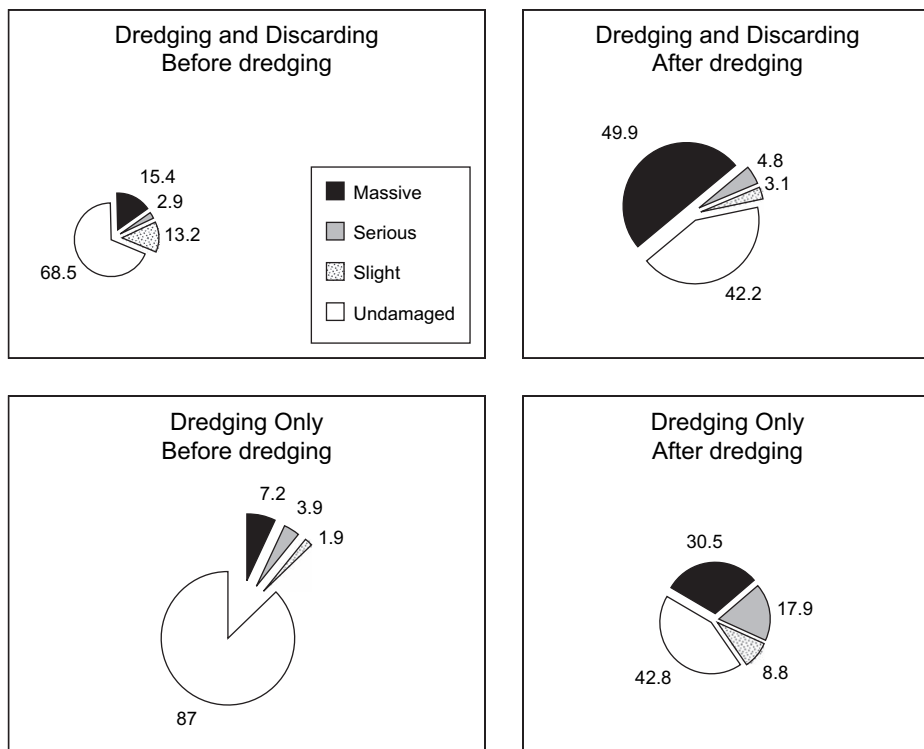 Dredging and Discarding
Before dredging
15.4
2.9
13.2
68.5
Massive
Serious
Slight
Undamaged
Dredging and Discarding
After dredging
49.9
4.8
3.1
42.2
Dredging Only
Before dredging
7.2
3.9
1.9
87
Dredging Only
After dredging
30.5
17.9
8.8
42.8